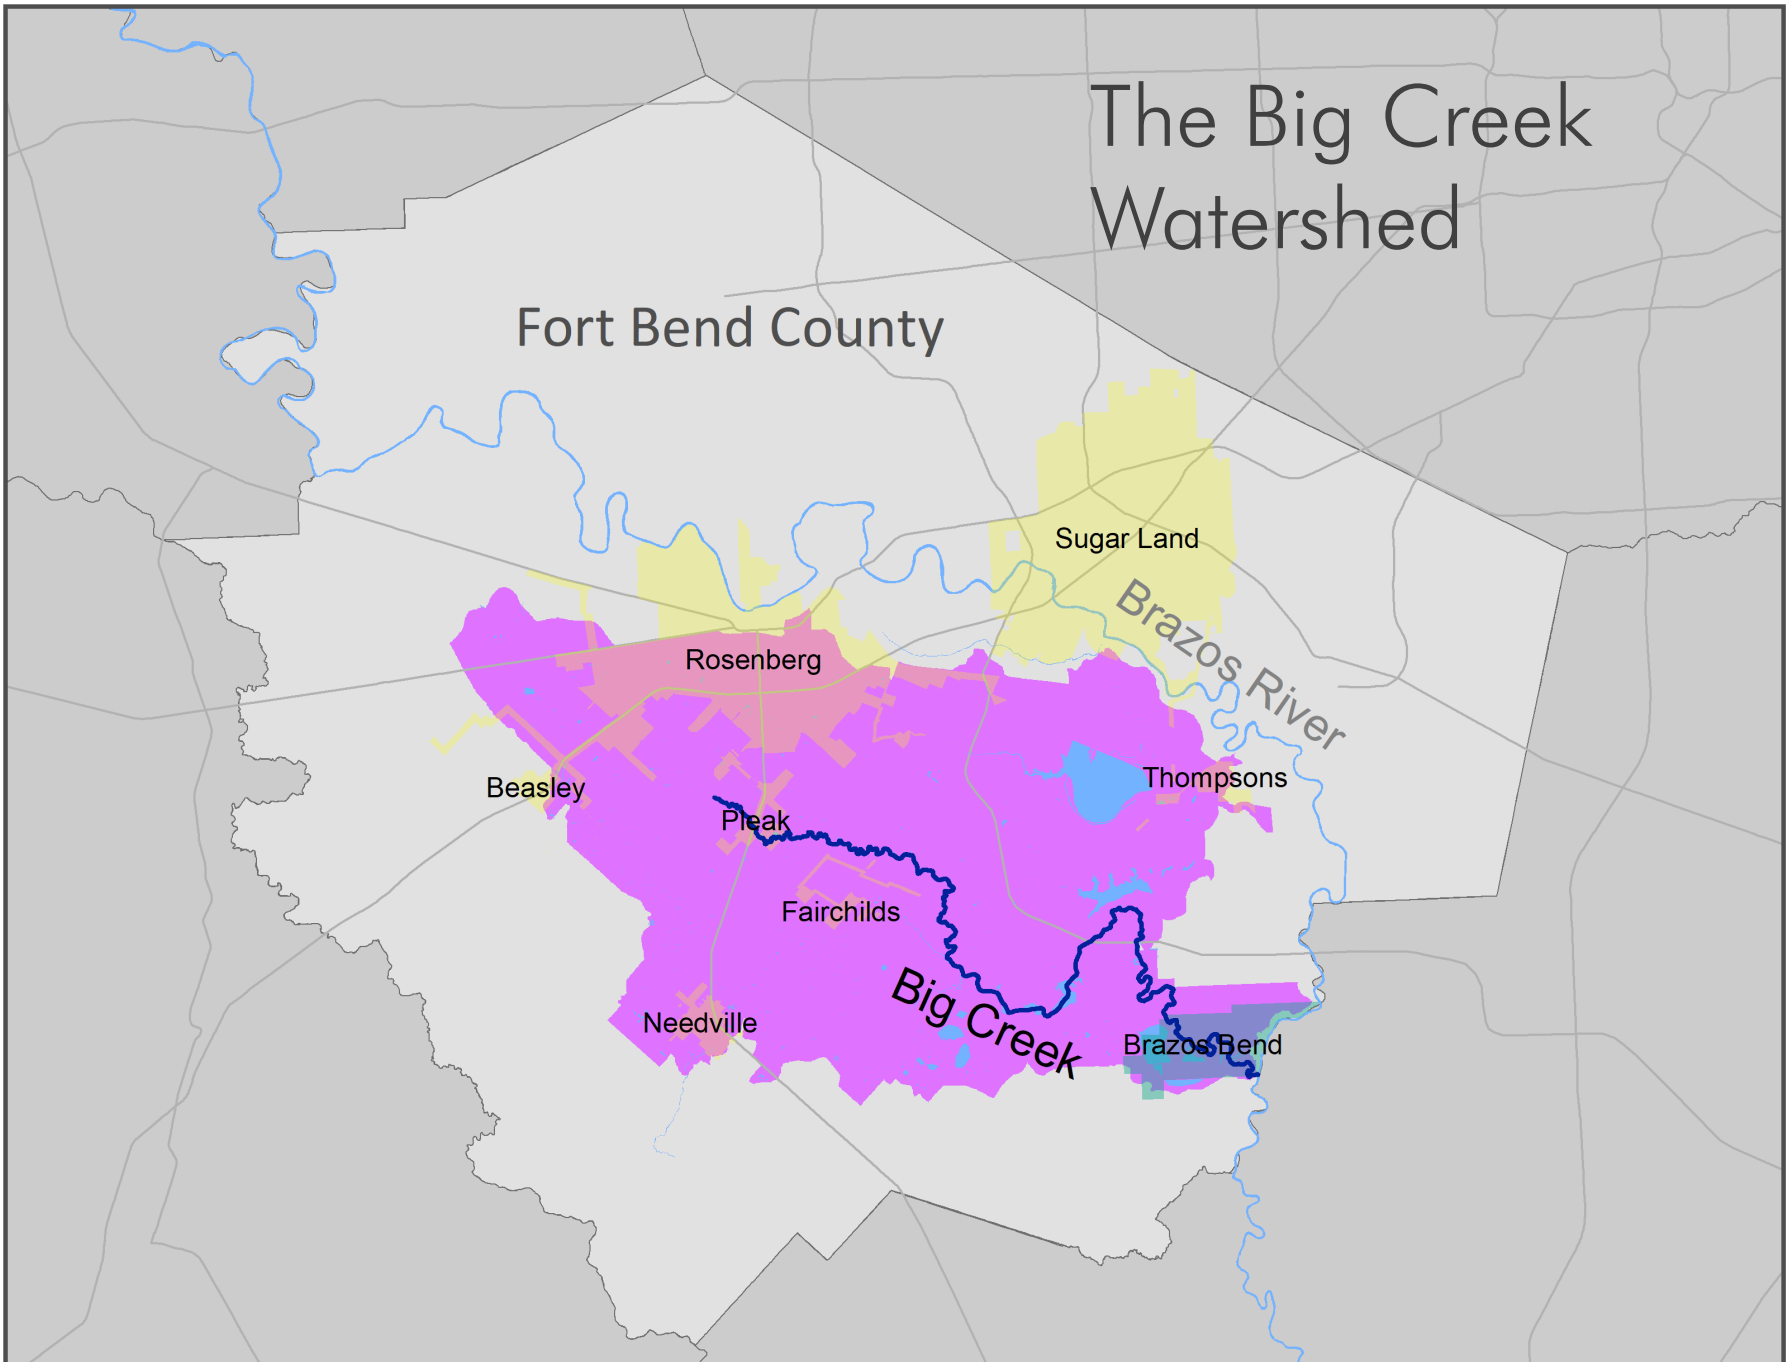 The Big Creek
Watershed
Fort Bend County
Sugar Land
Brazos River
Rosenberg
Beasley
Thompsons
Pleak
Fairchilds
Big Creek
Needville
Brazos Bend